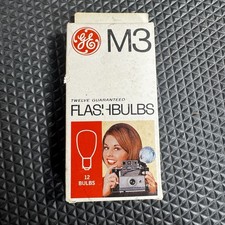 GE M3
TWELVE GUARANTEED
FLASHBULBS
12
BULBS